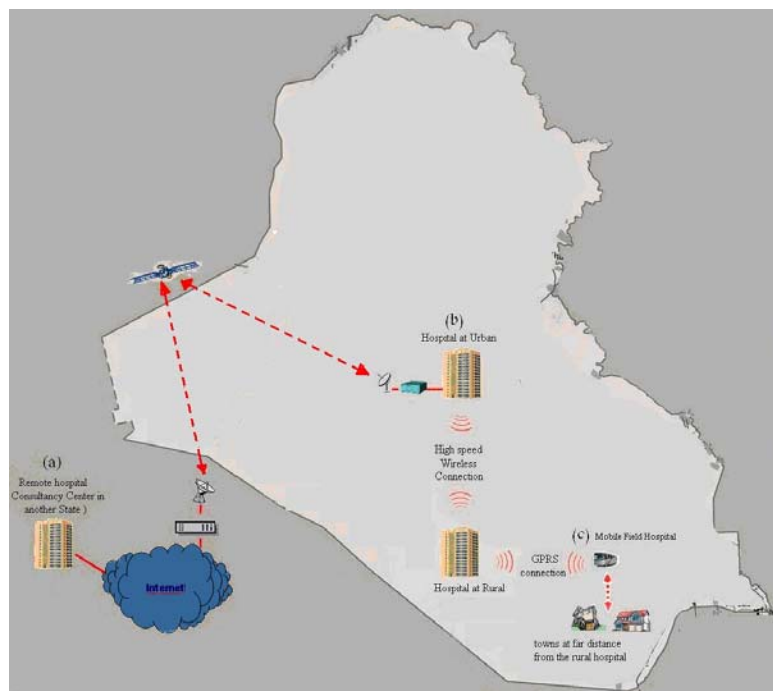 (b)
Hospital at Urban
High speed
Wireless
Connection
(a)
Remote hospital
Consultancy Center in
another State )
Internet
(c)
Mobile Field Hospital
GPRS
connection
Hospital at Rural
towns at far distance
from the rural hospital